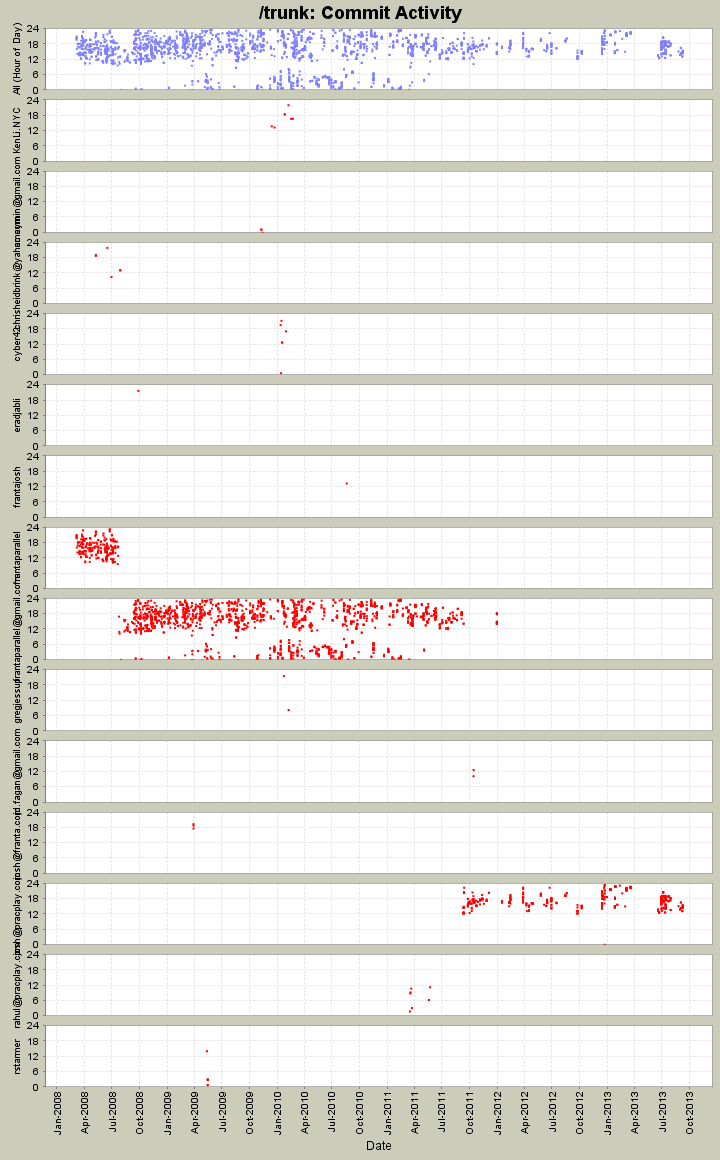 /trunk: Commit Activity
All (Hour of Day)
24
18
12
6
0
KenLi.NYC
24
18
12
6
0
@gmail.com
24
18
12
6
0
chrisheidbrink@yahoo
24
18
12
6
0
cyber42
24
18
12
6
0
eradjabli
24
18
12
6
0
frantajosh
24
18
12
6
0
frantaparallel
24
18
12
6
0
frantaparallel@gmail.com
24
18
12
6
0
gregjessup
24
18
12
6
0
fagan@gmail.com
24
18
12
6
0
josh@franta.com
24
18
12
6
0
josh@pracplay.com
24
18
12
6
0
rahul@pracplay.com
24
18
12
6
0
rstarmer
24
18
12
6
0
Jan-2008
Apr-2008
Jul-2008
Oct-2008
Jan-2009
Apr-2009
Jul-2009
Oct-2009
Jan-2010
Apr-2010
Jul-2010
Oct-2010
Jan-2011
Apr-2011
Jul-2011
Oct-2011
Jan-2012
Apr-2012
Jul-2012
Oct-2012
Jan-2013
Apr-2013
Jul-2013
Oct-2013
Date